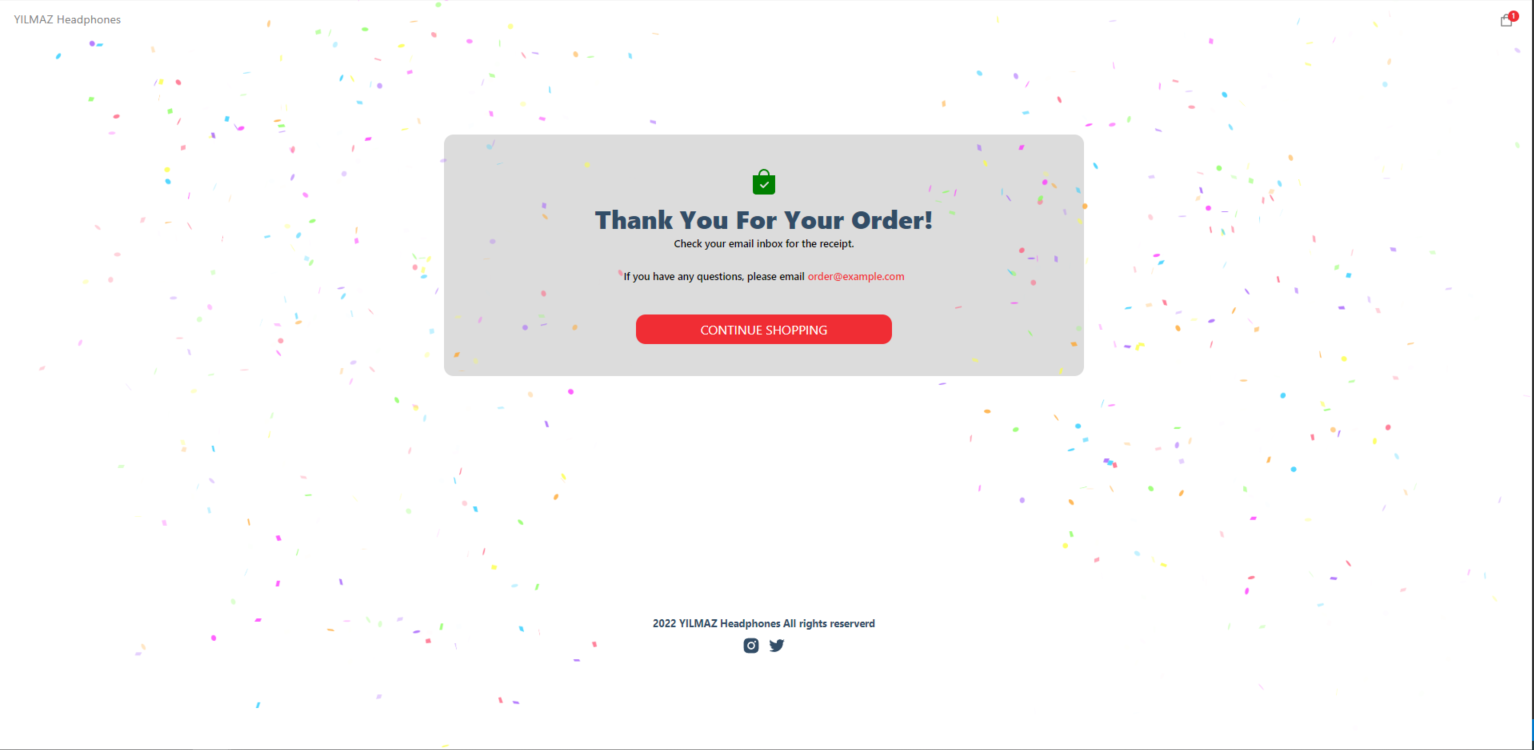 YILMAZ Headphones
1
Thank You For Your Order!
Check your email inbox for the receipt.
If you have any questions, please email order@example.com
CONTINUE SHOPPING
2022 YILMAZ Headphones All rights reserverd